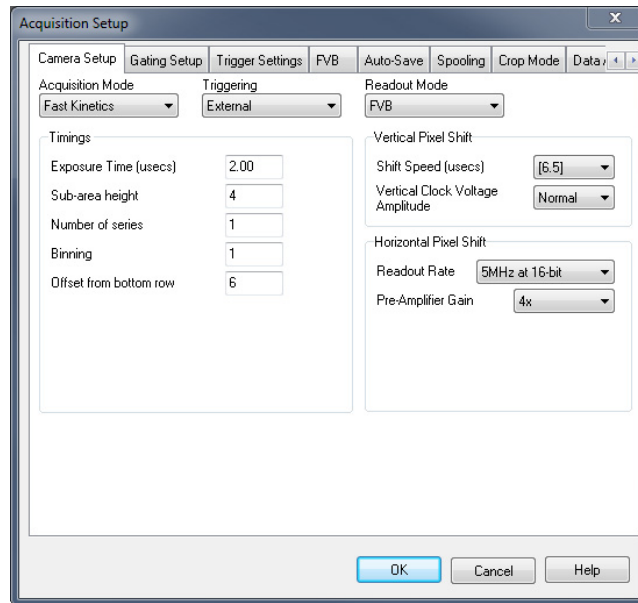 Acquisition Setup
Camera Setup Gating Setup Trigger Settings FVB Auto-Save Spooling Crop Mode Data
Acquisition Mode Triggering Readout Mode
Fast Kinetics External FVB
Timings
Exposure Time (usecs) 2.00
Sub-area height 4
Number of series 1
Binning 1
Offset from bottom row 6
Vertical Pixel Shift
Shift Speed (usecs) [6.5]
Vertical Clock Voltage
Amplitude Normal
Horizontal Pixel Shift
Readout Rate 5MHz at 16-bit
Pre-Amplifier Gain 4x
OK Cancel Help